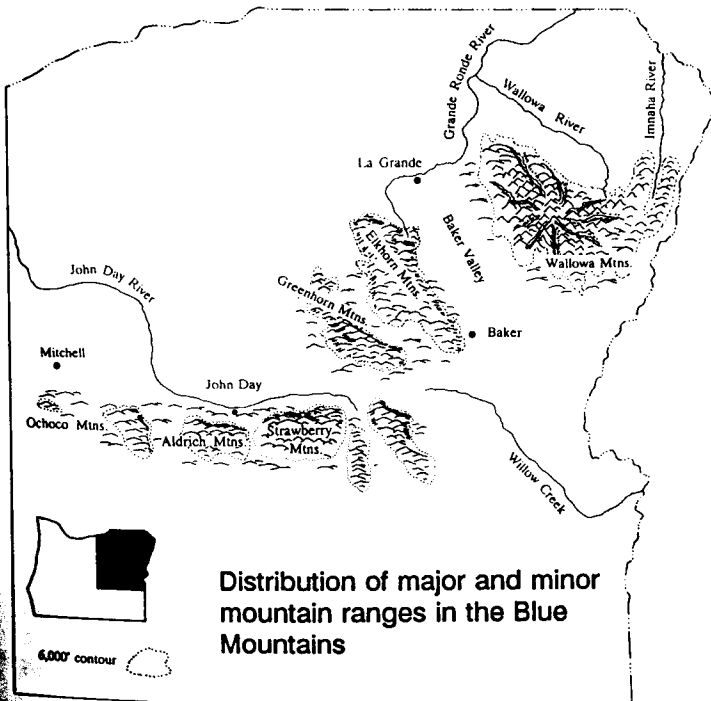 Grande Ronde River
Wallowa River
Imnaha River
La Grande
Baker Valley
Elkhorn Mtns.
Wallowa Mtns.
Greenhorn Mtns.
John Day River
Baker
Mitchell
John Day
Ochoco Mtns.
Aldrich Mtns.
Strawberry
Mtns.
Willow Creek
Distribution of major and minor
mountain ranges in the Blue
Mountains
6,000' contour